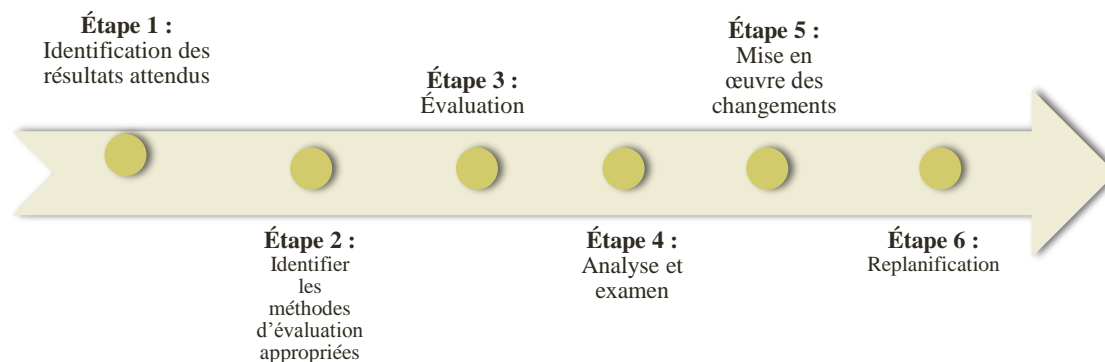 Étape 1 :
Identification des
résultats attendus
Étape 2 :
Identifier
les
méthodes
d’évaluation
appropriées
Étape 3 :
Évaluation
Étape 4 :
Analyse et
examen
Étape 5 :
Mise en
œuvre des
changements
Étape 6 :
Replanification